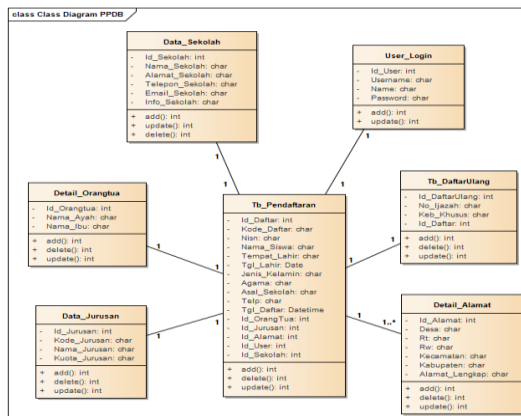 class Class Diagram PPDB
Data_Sekolah
- Id_Sekolah: int
- Nama_Sekolah: char
- Alamat_Sekolah: char
- Telepon_Sekolah: char
- Email_Sekolah: char
- Info_Sekolah: char
+ add(): int
+ update(): int
+ delete(): int
1
1
User_Login
- Id_User: int
- Username: char
- Name: char
- Password: char
+ add(): int
+ update(): int
1
1
Detail_Orangtua
- Id_Orangtua: int
- Nama_Ayah: char
- Nama_Ibu: char
+ add(): int
+ delete(): int
+ update(): int
1
1
Tb_Pendaftaran
- Id_Daftar: int
- Kode_Daftar: int
- Nisn: char
- Nama_Siswa: char
- Tempat_Lahir: char
- Tgl_Lahir: Date
- Jenis_Kelamin: char
- Agama: char
- Asal_Sekolah: char
- Telp: char
- Tgl_Daftar: Datetime
- Id_OrangTua: int
- Id_Jurusan: int
- Id_Alamat: int
- Id_User: int
- Id_Sekolah: int
+ add(): int
+ delete(): int
+ update(): int
Tb_DaftarUlang
- Id_DaftarUlang: int
- No_Ijazah: char
- Keb_Khusus: char
- Id_Daftar: int
+ add(): int
+ delete(): int
+ update(): int
1
1
Data_Jurusan
- Id_Jurusan: int
- Kode_Jurusan: char
- Nama_Jurusan: char
- Kuota_Jurusan: char
+ add(): int
+ delete(): int
+ update(): int
1
1
Detail_Alamat
- Id_Alamat: int
- Desa: char
- Rt: char
- Rw: char
- Kecamatan: char
- Kabupaten: char
- Alamat_Lengkap: char
+ add(): int
+ delete(): int
+ update(): int
1
1..*